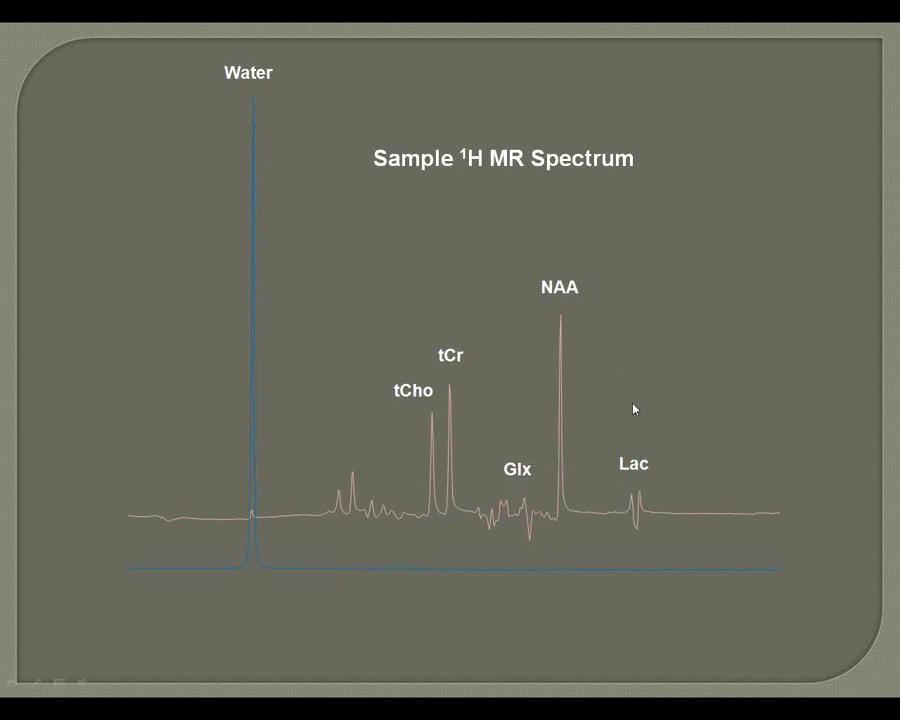 Water
Sample ¹H MR Spectrum
NAA
tCr
tCho
Glx
Lac